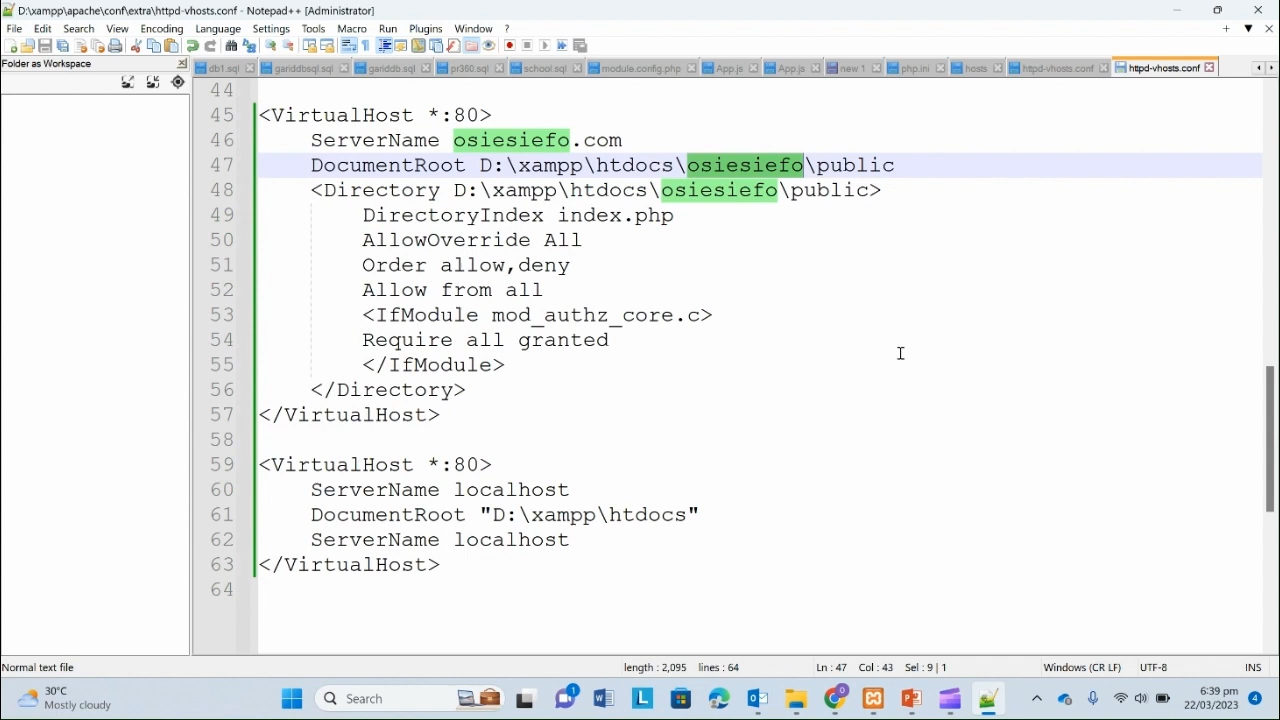 D:\xampp\apache\conf\extra\httpd-vhosts.conf - Notepad++ [Administrator]
File Edit Search View Encoding Language Settings Tools Macro Run Plugins Window ?
Folder as Workspace
db1.sql gariddbsql.sql gariddb.sql pr360.sql school.sql module.config.php App.js App.js new 1 php.ini hosts httpd-vhosts.conf httpd-vhosts.conf
44
45 <VirtualHost *:80>
46 ServerName osiesiefo.com
47 DocumentRoot D:\xampp\htdocs\osiesiefo\public
48 <Directory D:\xampp\htdocs\osiesiefo\public>
49 DirectoryIndex index.php
50 AllowOverride All
51 Order allow,deny
52 Allow from all
53 <IfModule mod_authz_core.c>
54 Require all granted
55 </IfModule>
56 </Directory>
57 </VirtualHost>
58
59 <VirtualHost *:80>
60 ServerName localhost
61 DocumentRoot "D:\xampp\htdocs"
62 ServerName localhost
63 </VirtualHost>
64
Normal text file length : 2,095 lines : 64 Ln : 47 Col : 43 Sel : 9 | 1 Windows (CR LF) UTF-8 INS
30°C
Mostly cloudy
Search
6:39 pm
22/03/2023